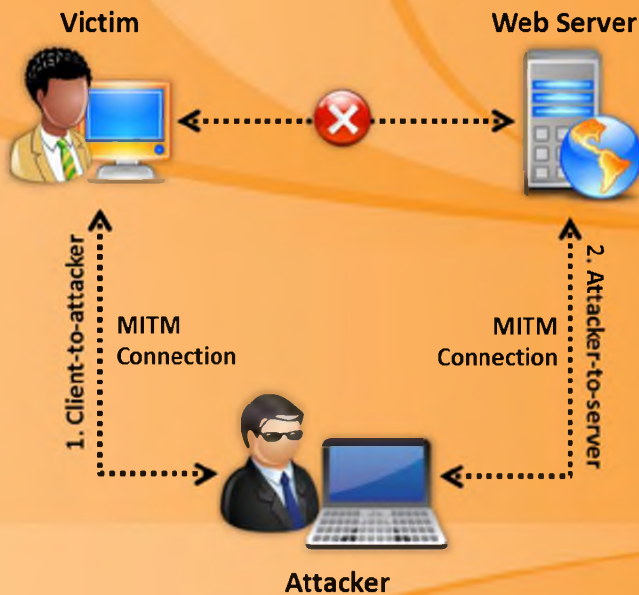 Victim
Web Server
1. Client-to-attacker
MITM
Connection
MITM
Connection
2. Attacker-to-server
Attacker